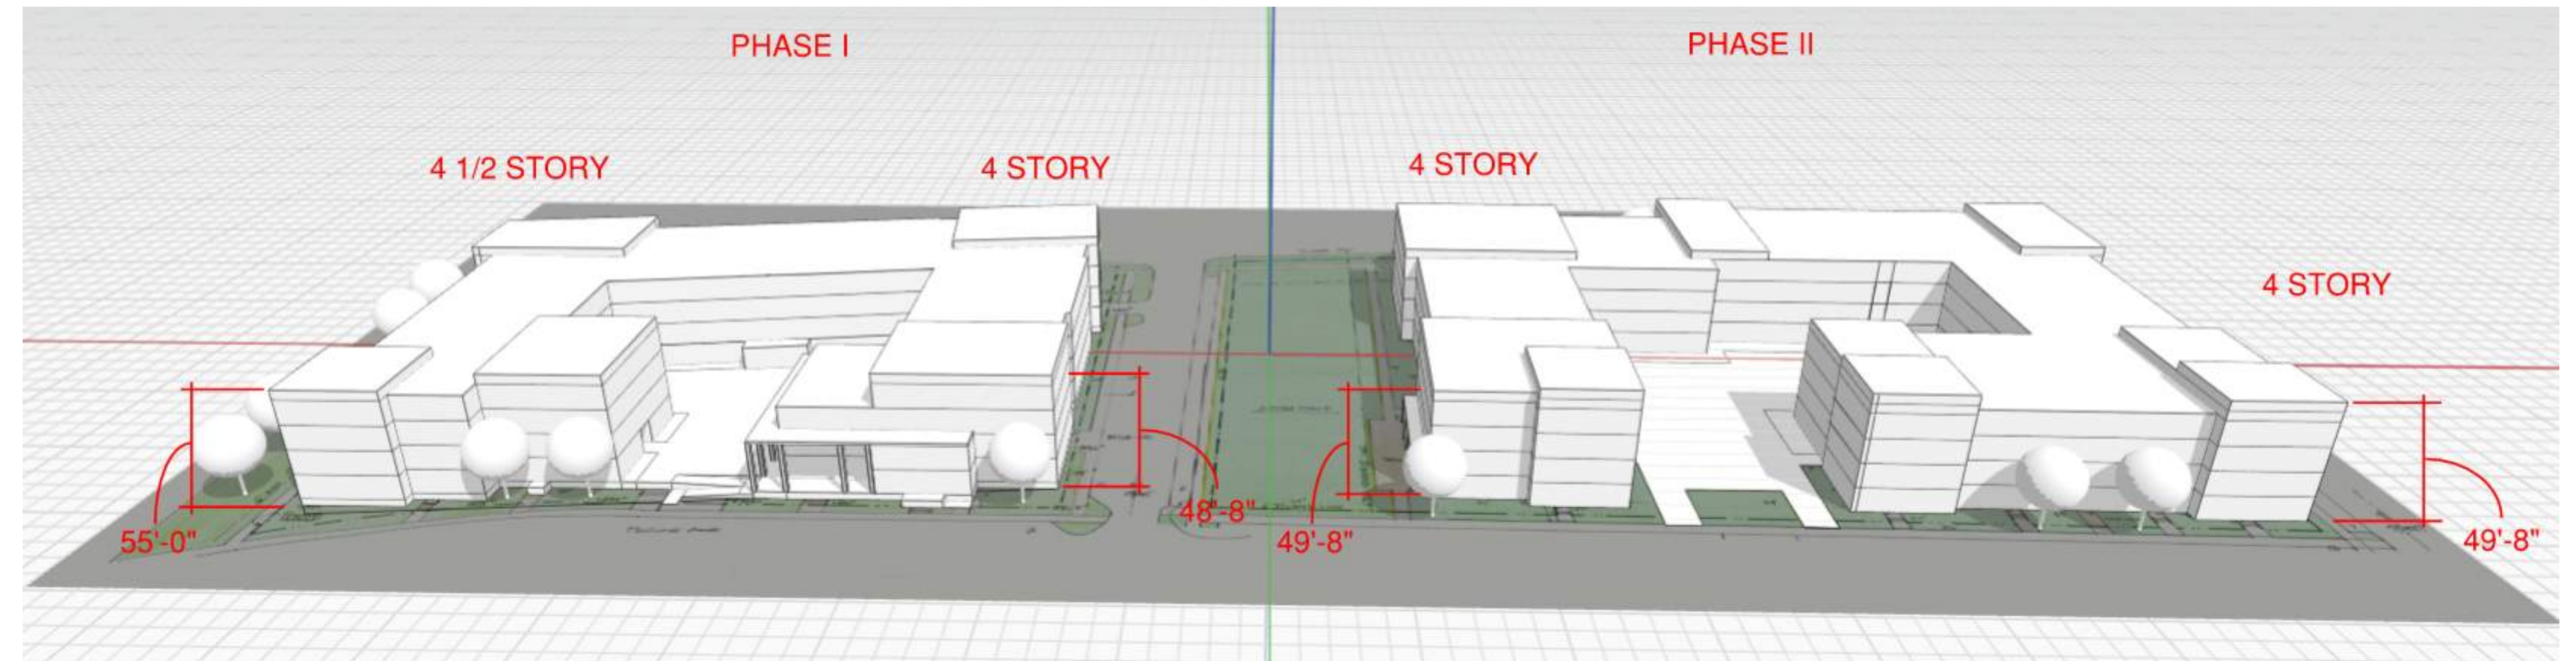 PHASE I
PHASE II
4 1/2 STORY
4 STORY
4 STORY
4 STORY
55'-0"
48'-8"
49'-8"
49'-8"